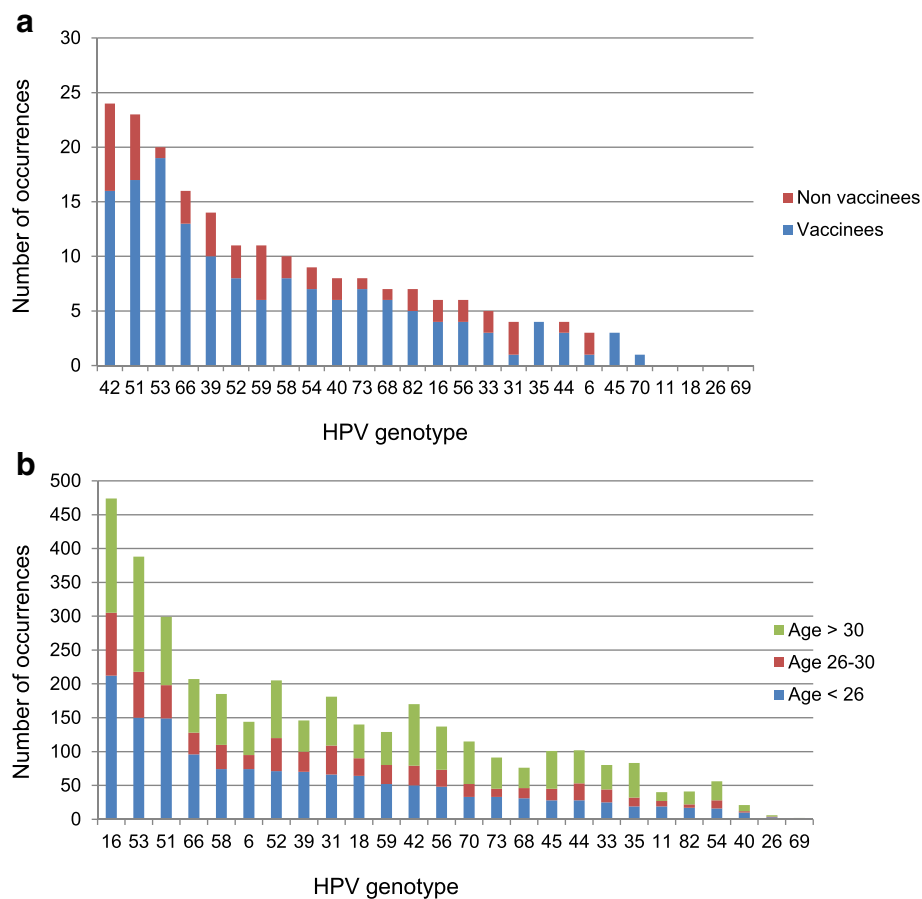 a
30
25
20
15
10
5
0
Number of occurrences
42 51 53 66 39 52 59 58 54 40 73 68 82 16 56 33 31 35 44 6 45 70 11 18 26 69
HPV genotype
Non vaccinees
Vaccinees
b
500
450
400
350
300
250
200
150
100
50
0
Number of occurrences
16 53 51 66 58 6 52 39 31 18 59 42 56 70 73 68 45 44 33 35 11 82 54 40 26 69
HPV genotype
Age > 30
Age 26-30
Age < 26